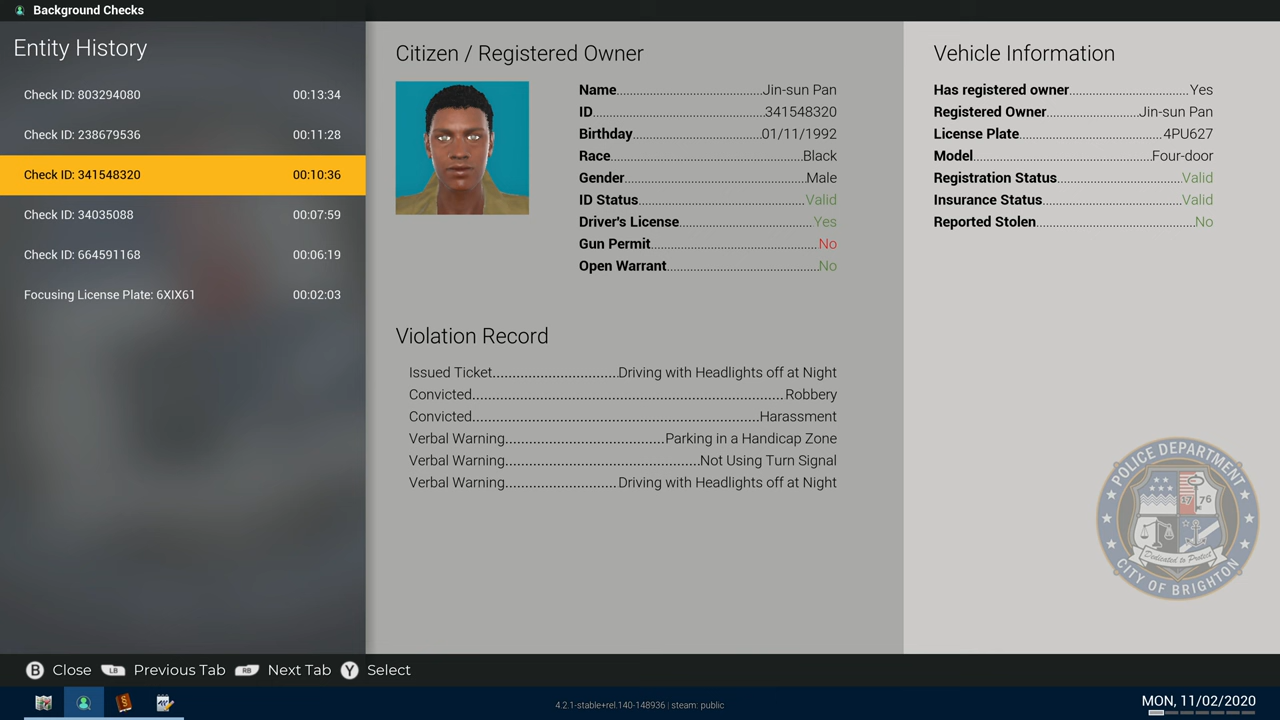 Background Checks
Entity History
Check ID: 803294080 00:13:34
Check ID: 238679536 00:11:28
Check ID: 341548320 00:10:36
Check ID: 34035088 00:07:59
Check ID: 664591168 00:06:19
Focusing License Plate: 6XIX61 00:02:03
Citizen / Registered Owner
Name Jin-sun Pan
ID 341548320
Birthday 01/11/1992
Race Black
Gender Male
ID Status Valid
Driver's License Yes
Gun Permit No
Open Warrant No
Violation Record
Issued Ticket Driving with Headlights off at Night
Convicted Robbery
Convicted Harassment
Verbal Warning Parking in a Handicap Zone
Verbal Warning Not Using Turn Signal
Verbal Warning Driving with Headlights off at Night
Vehicle Information
Has registered owner Yes
Registered Owner Jin-sun Pan
License Plate 4PU627
Model Four-door
Registration Status Valid
Insurance Status Valid
Reported Stolen No
POLICE DEPARTMENT
17 76
Dedicated to Protect
CITY OF BRIGHTON
B Close LB Previous Tab RB Next Tab Y Select
4.2.1-stable+rel.140-148936 | steam: public
MON, 11/02/2020